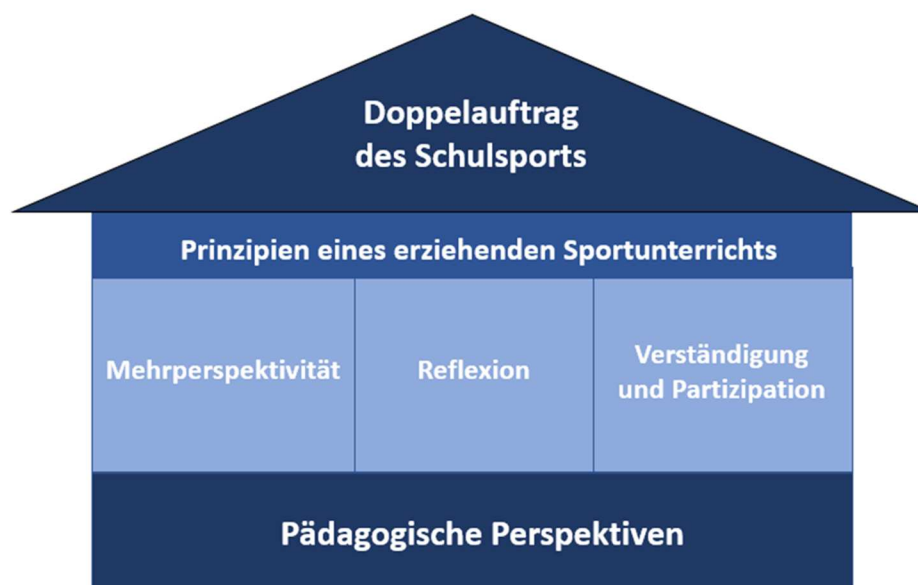 Doppelauftrag
des Schulsports
Prinzipien eines erziehenden Sportunterrichts
Mehrperspektivität
Reflexion
Verständigung
und Partizipation
Pädagogische Perspektiven